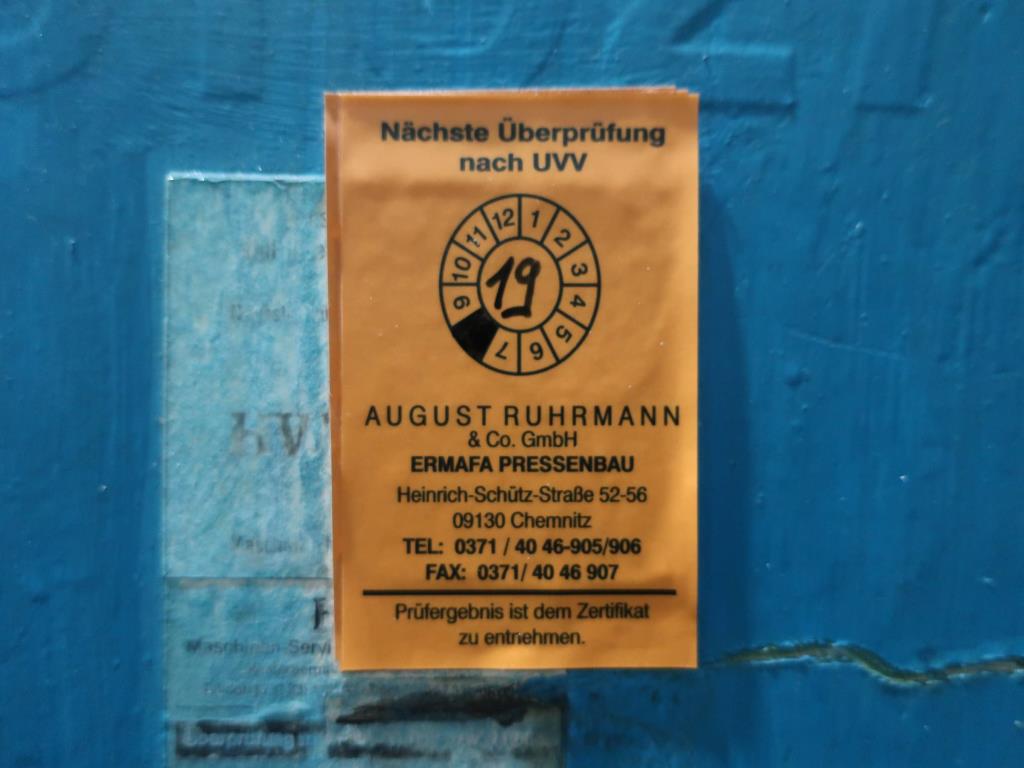 Nächste Überprüfung
nach UVV
12 1 2 3 4 5 6 7 9 10 11
19
AUGUST RUHRMANN
& Co. GmbH
ERMAFA PRESSENBAU
Heinrich-Schütz-Straße 52-56
09130 Chemnitz
TEL: 0371 / 40 46-905/906
FAX: 0371/ 40 46 907
Prüfergebnis ist dem Zertifikat
zu entnehmen.